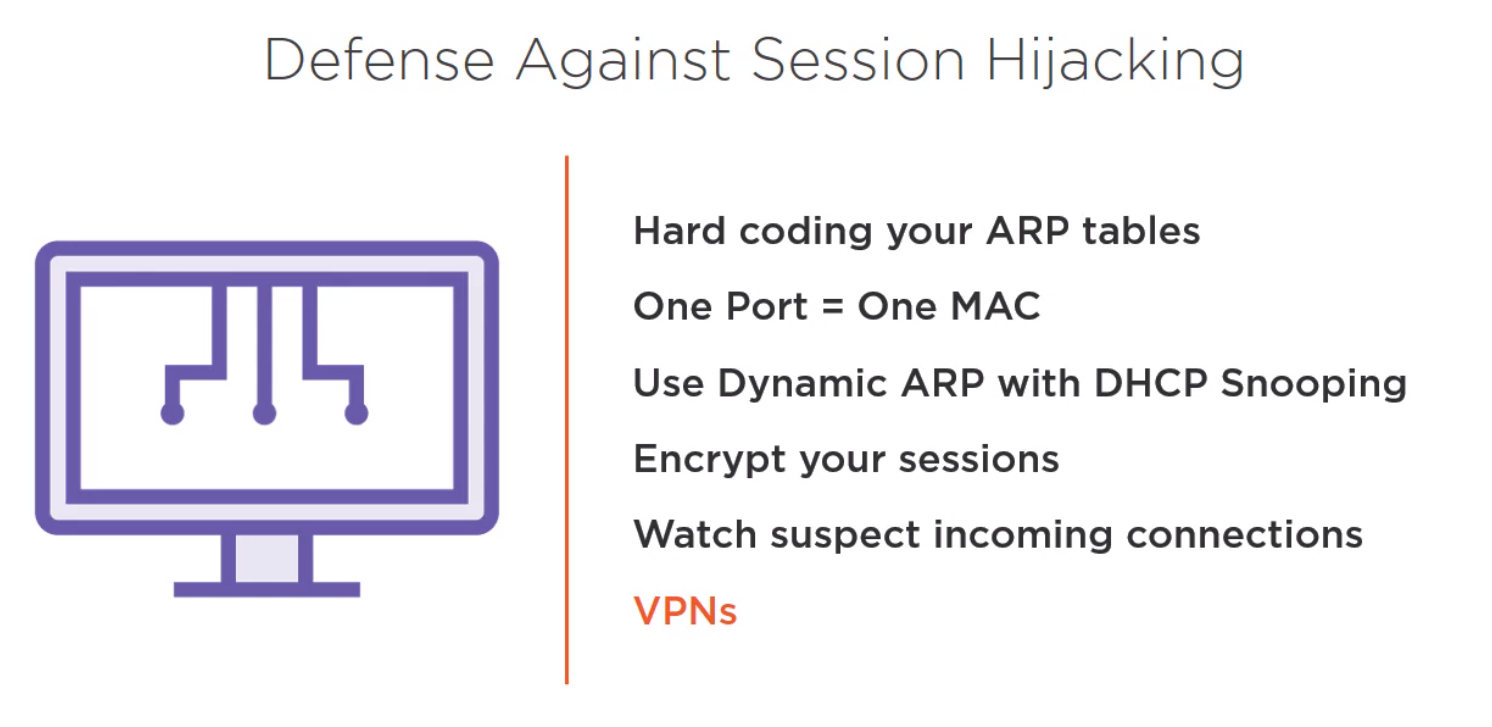 Defense Against Session Hijacking
Hard coding your ARP tables
One Port = One MAC
Use Dynamic ARP with DHCP Snooping
Encrypt your sessions
Watch suspect incoming connections
VPNs